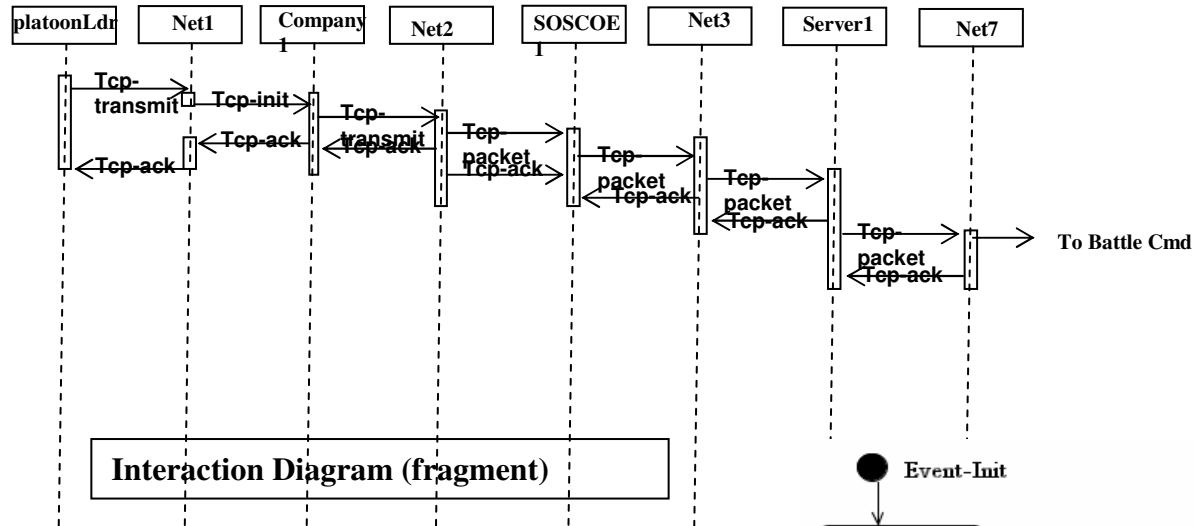 platoonLdr
Net1
Company
1
Net2
SOSCOE
1
Net3
Server1
Net7
Tcp-
transmit
Tcp-init
Tcp-
transmit
Tcp-ack
Tcp-ack
Tcp-ack
Tcp-
packet
Tcp-ack
Tcp-
packet
Tcp-ack
Tcp-
packet
Tcp-ack
Tcp-
packet
Tcp-ack
To Battle Cmd
Interaction Diagram (fragment)
Event-Init